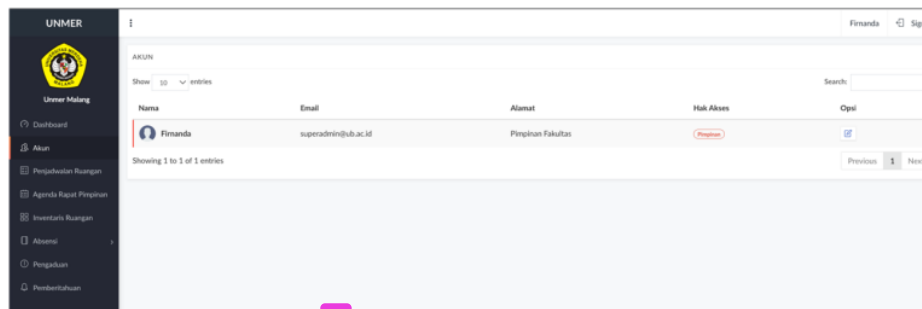 UNMER
Firnanda
Sig
Unmer Malang
AKUN
Show 10 entries
Search:
Nama Email Alamat Hak Akses Opsi
Firnanda superadmin@ub.ac.id Pimpinan Fakultas Pimpinan
Showing 1 to 1 of 1 entries
Previous 1 Nex
Dashboard
Akun
Penjadwalan Ruangan
Agenda Rapat Pimpinan
Inventaris Ruangan
Absensi
Pengaduan
Pemberitahuan